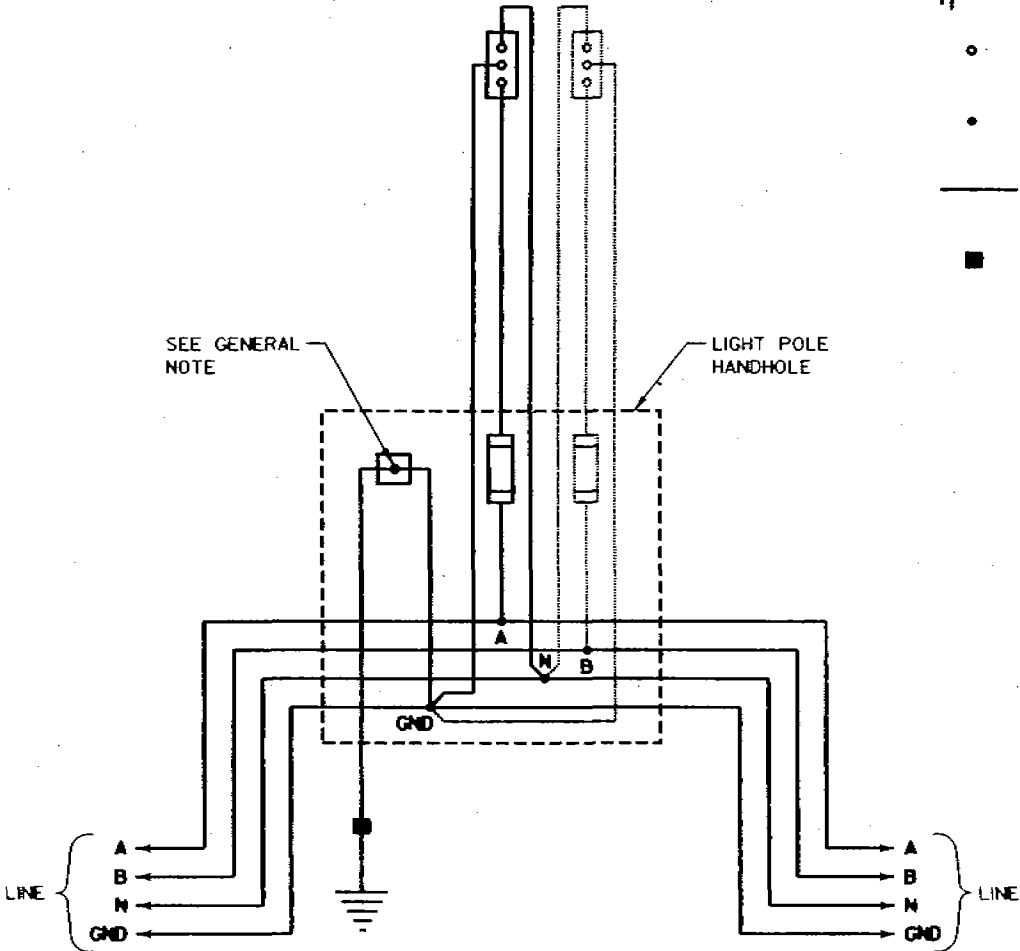 SEE GENERAL
NOTE
LIGHT POLE
HANDHOLE
A
N
B
GND
LINE
A
B
N
GND
A
B
N
GND
LINE